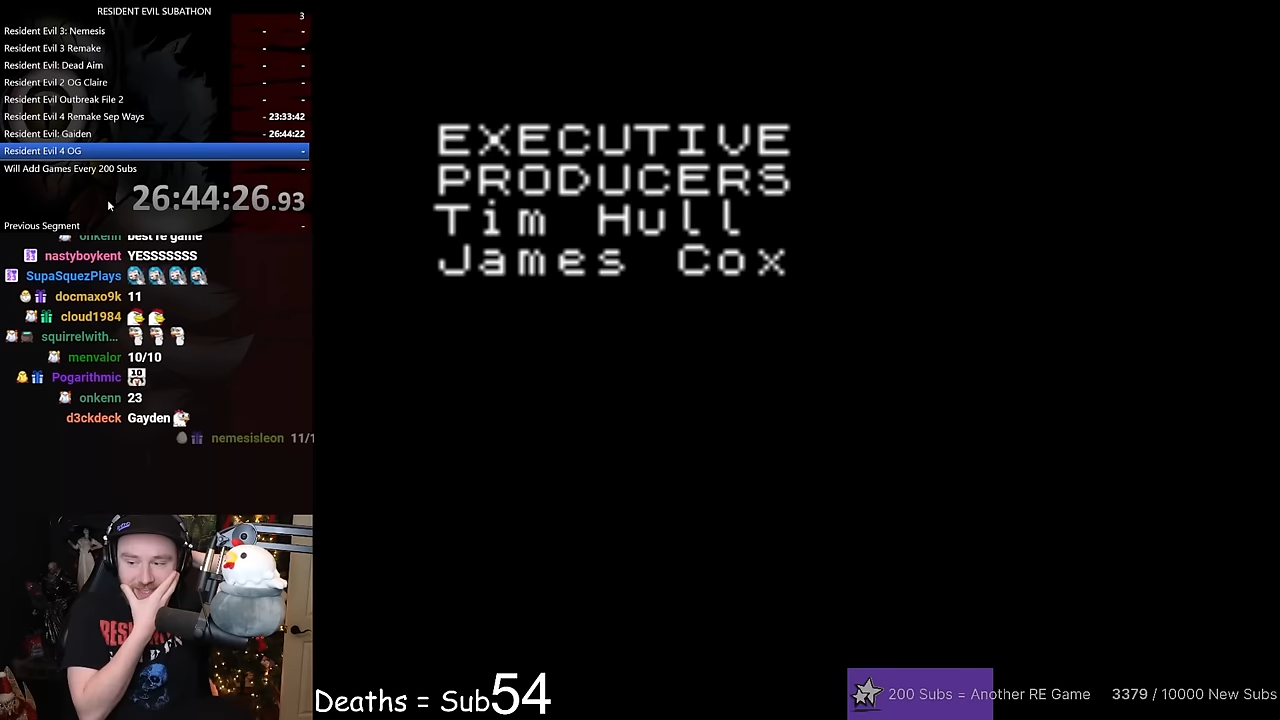 RESIDENT EVIL SUBATHON
3
Resident Evil 3: Nemesis - -
Resident Evil 3 Remake - -
Resident Evil: Dead Aim - -
Resident Evil 2 OG Claire - -
Resident Evil Outbreak File 2 - -
Resident Evil 4 Remake Sep Ways - 23:33:42
Resident Evil: Gaiden - 26:44:22
Resident Evil 4 OG -
Will Add Games Every 200 Subs -
26:44:26.93
Previous Segment -
onkenn best re game
nastyboykent YESSSSSSS
SupaSquezPlays
docmaxo9k 11
cloud1984
squirrelwith...
menvalor 10/10
Pogarithmic 10
onkenn 23
d3ckdeck Gayden
nemesisleon 11/1
EXECUTIVE
PRODUCERS
Tim Hull
James Cox
Deaths = Sub 54
200 Subs = Another RE Game 3379 / 10000 New Subs